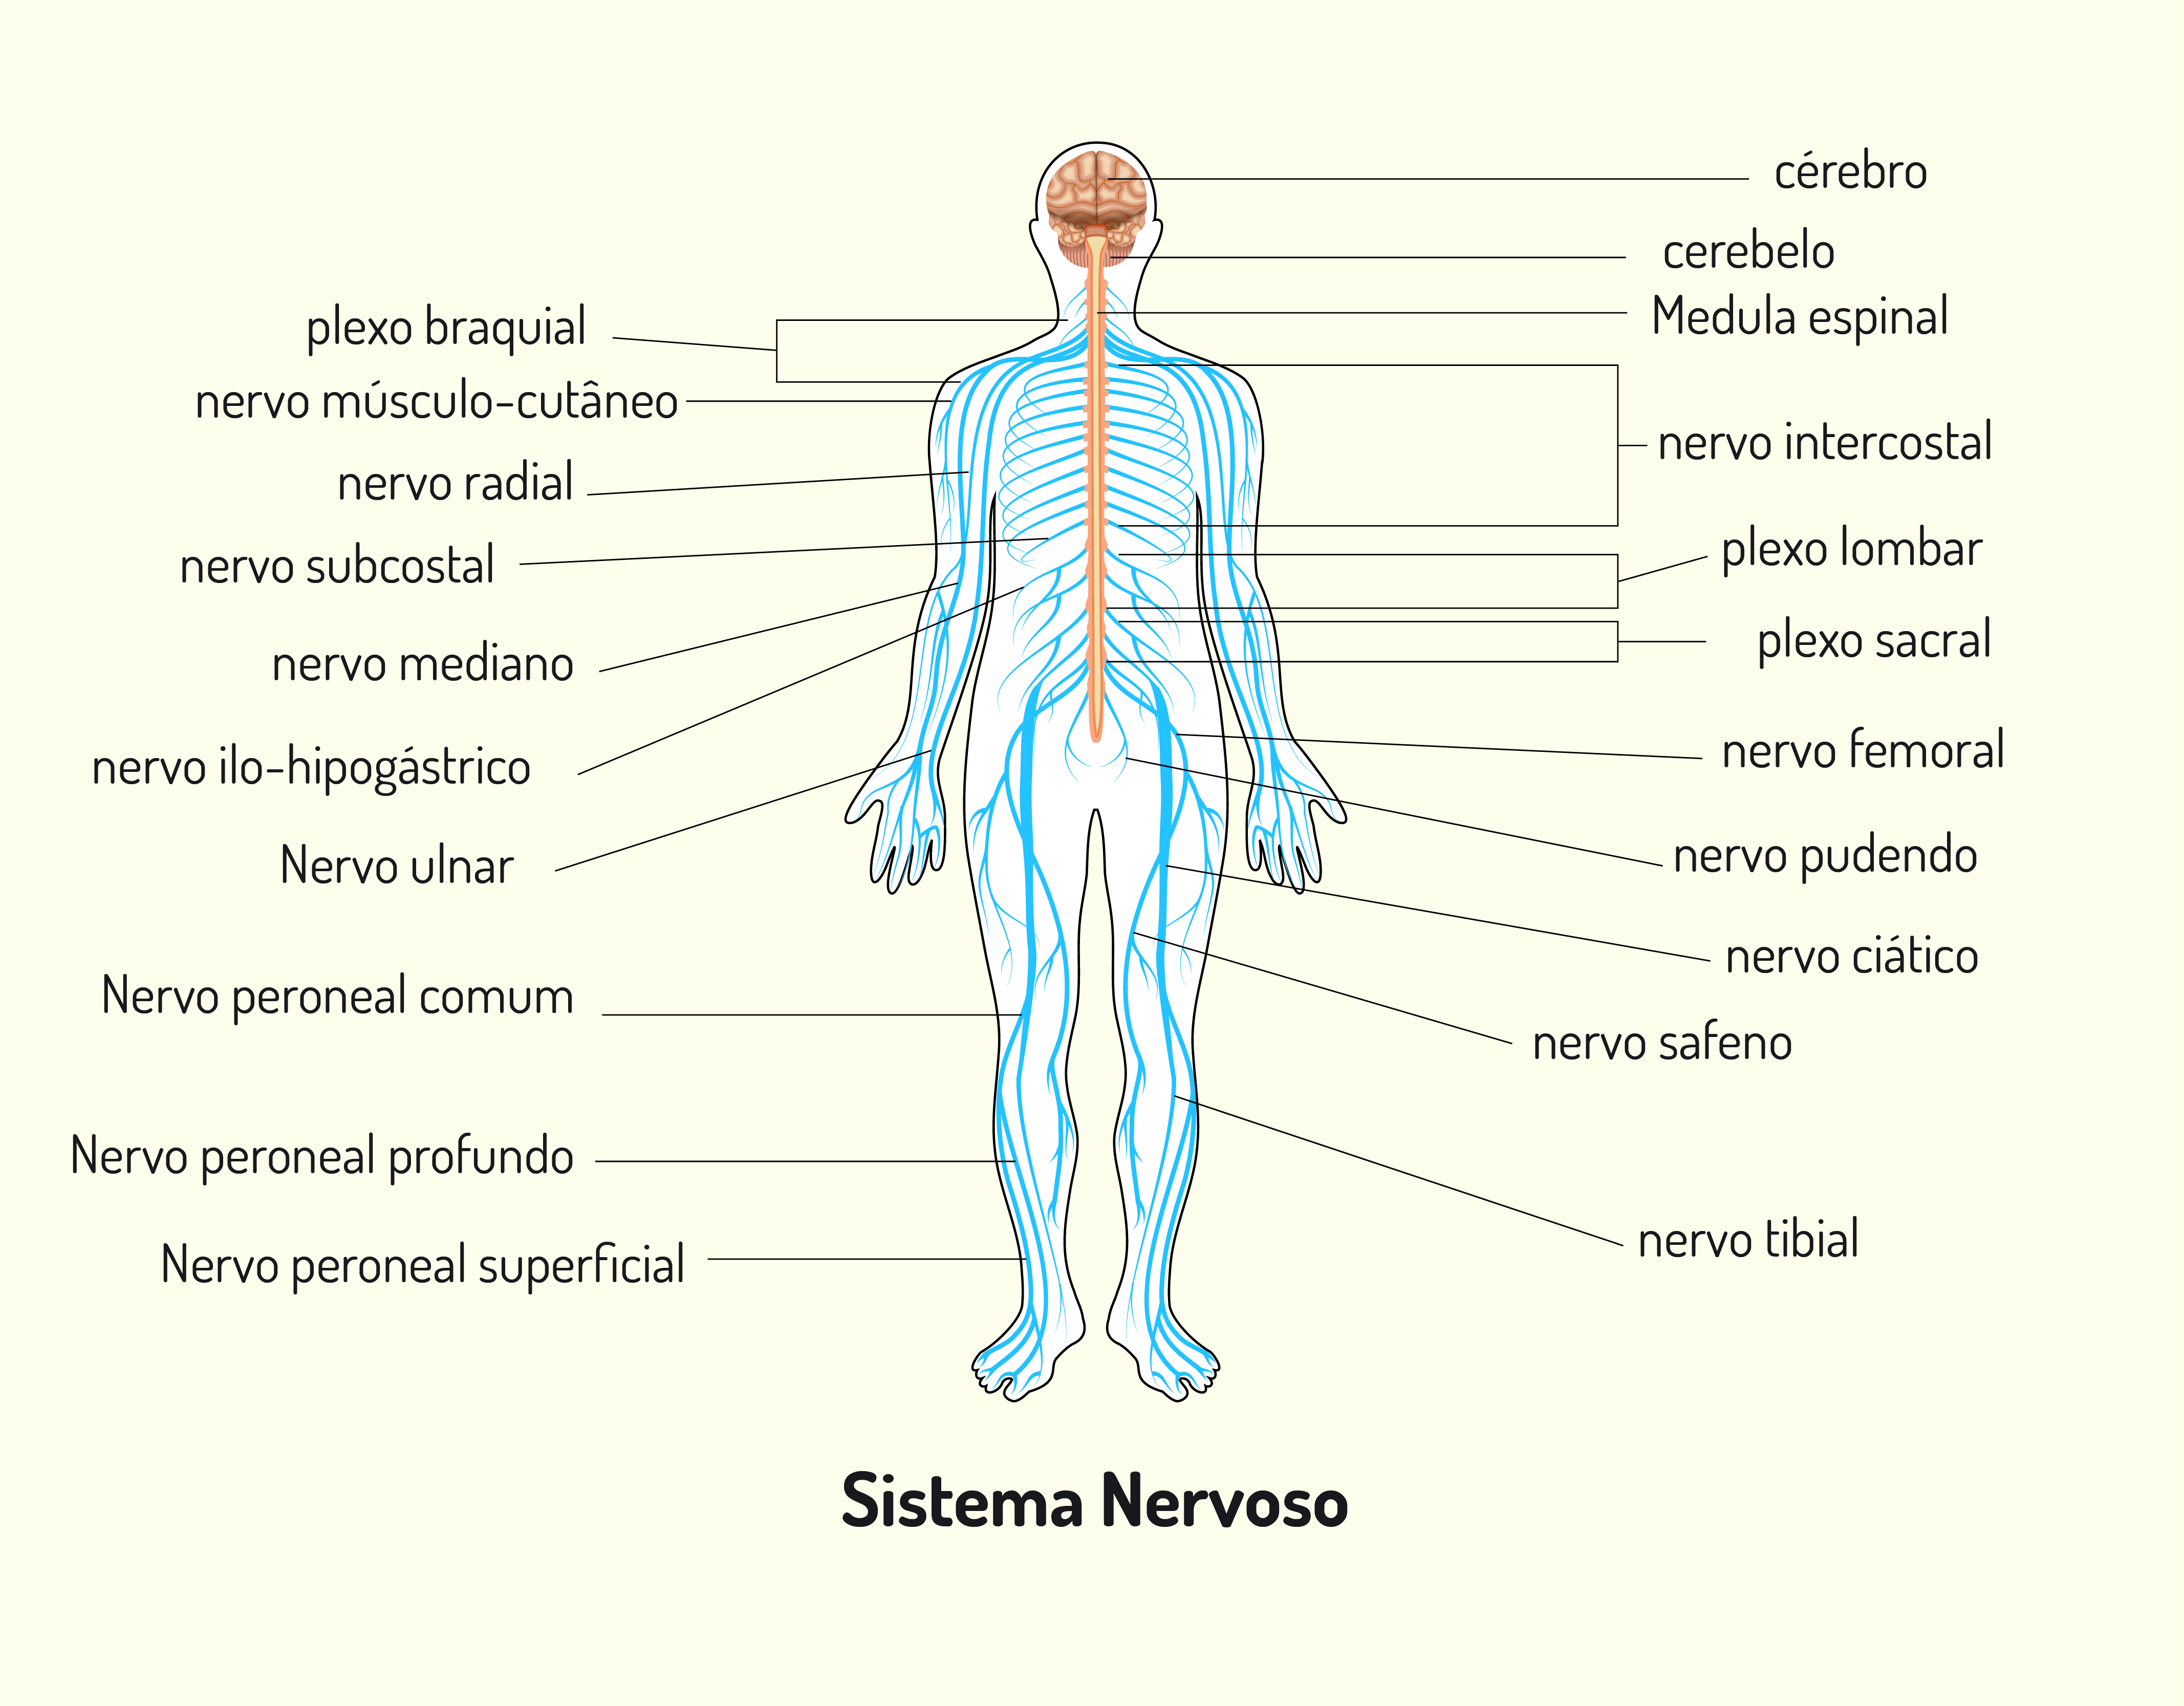 cérebro
cerebelo
Medula espinal
plexo braquial
nervo músculo-cutâneo
nervo intercostal
nervo radial
nervo subcostal
plexo lombar
nervo mediano
plexo sacral
nervo ilo-hipogástrico
nervo femoral
Nervo ulnar
nervo pudendo
nervo ciático
Nervo peroneal comum
nervo safeno
Nervo peroneal profundo
nervo tibial
Nervo peroneal superficial
Sistema Nervoso